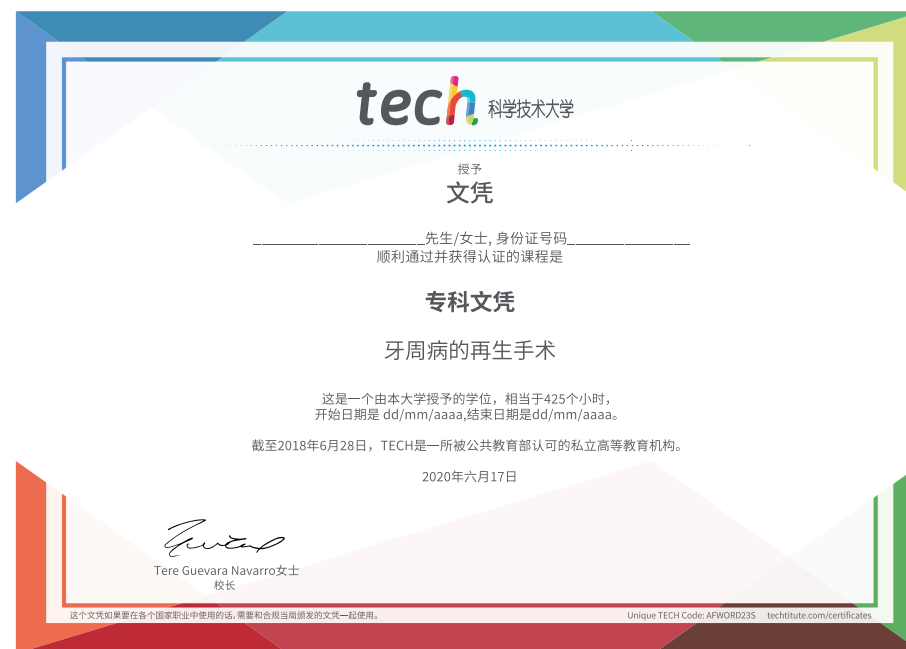 tech 科学技术大学
授予
文凭
____________________先生/女士, 身份证号码______________
顺利通过并获得认证的课程是
专科文凭
牙周病的再生手术
这是一个由本大学授予的学位，相当于425个小时，
开始日期是 dd/mm/aaaa,结束日期是dd/mm/aaaa。
截至2018年6月28日，TECH是一所被公共教育部认可的私立高等教育机构。
2020年六月17日
Tere Guevara Navarro女士
校长
这个文凭如果要在各个国家职业中使用的话,需要和合规当局颁发的文凭一起使用。
Unique TECH Code: AFWORD23S techtitute.com/certificates